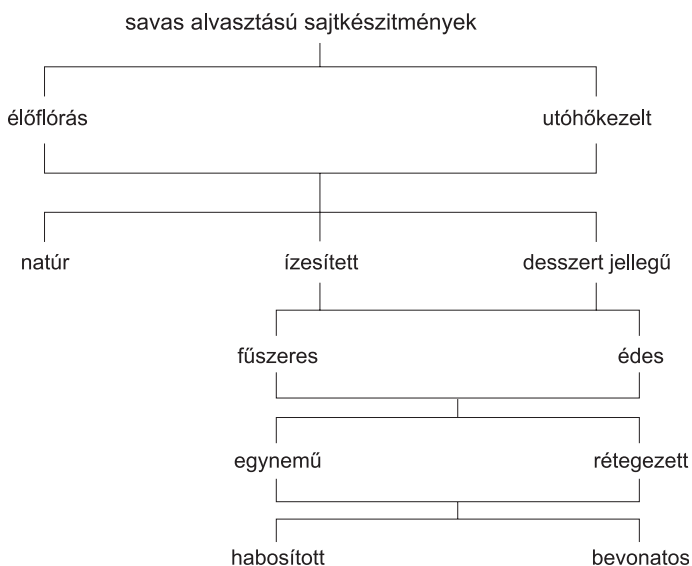 savas alvasztású sajtkészitmények
élőflórás utóhőkezelt
natúr ízesített desszert jellegű
fűszeres édes
egynemű rétegezett
habosított bevonatos